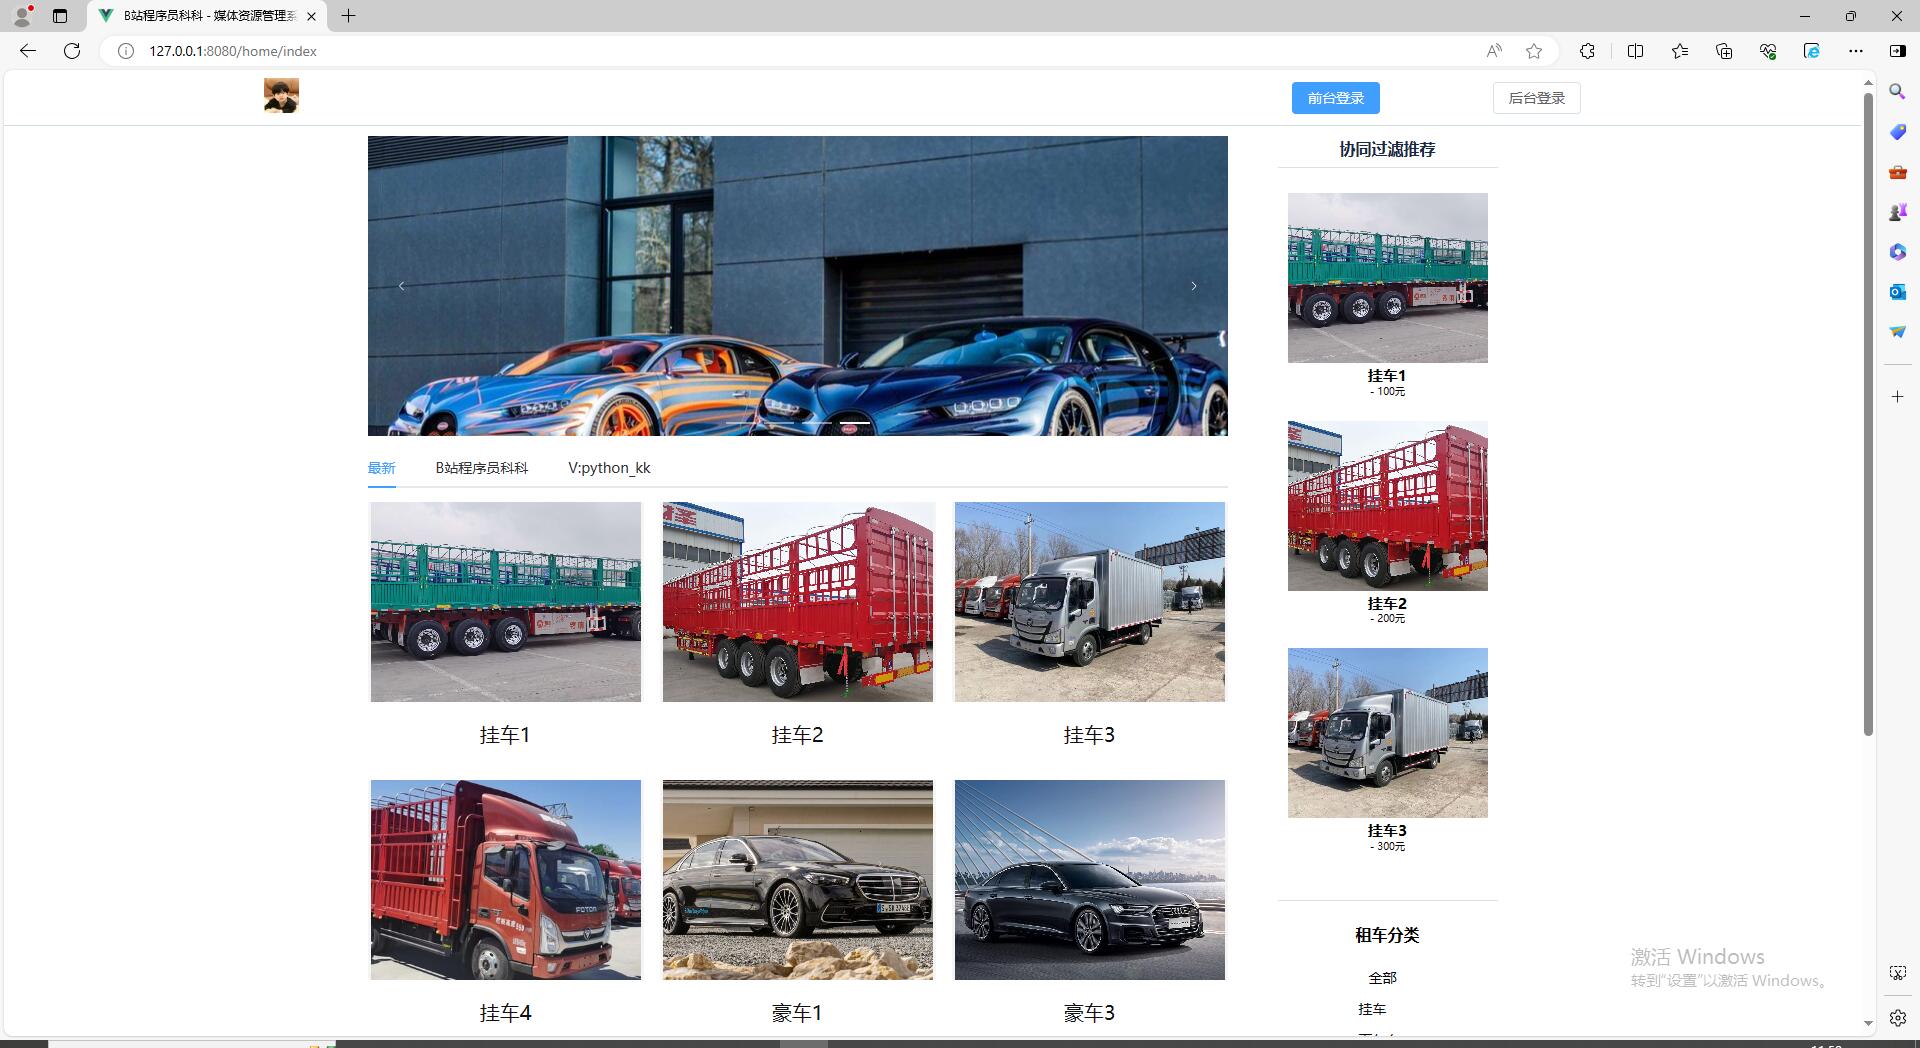 B站程序员科科 - 媒体资源管理系
127.0.0.1:8080/home/index
前台登录
后台登录
协同过滤推荐
挂车1
- 100元
挂车2
- 200元
挂车3
- 300元
最新
B站程序员科科
V:python_kk
挂车1
挂车2
挂车3
FOTON
挂车4
豪车1
豪车3
租车分类
全部
挂车
激活 Windows
转到“设置”以激活 Windows。